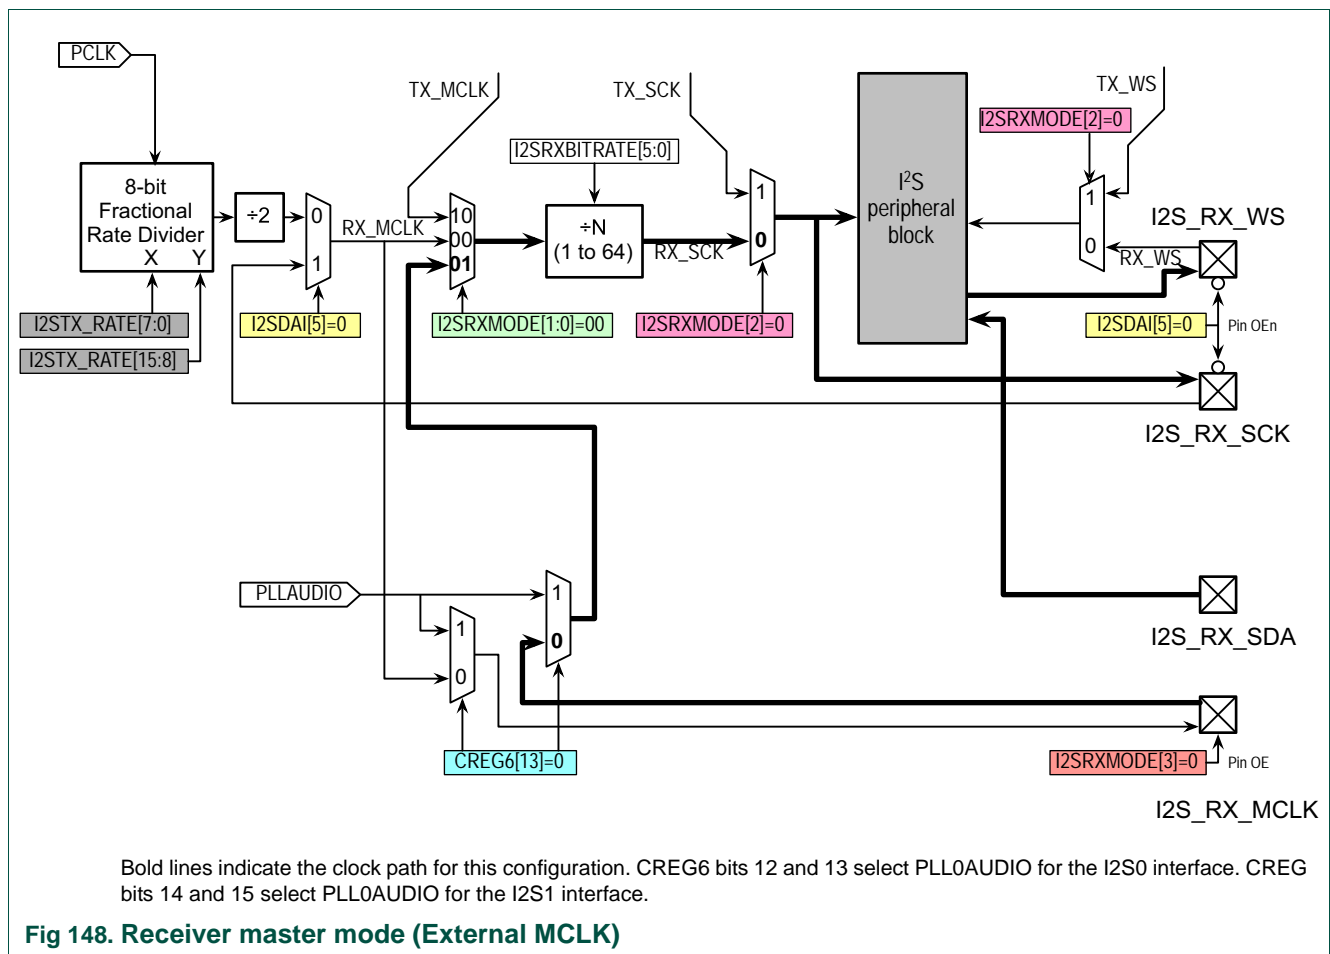 PCLK
TX_MCLK
TX_SCK
TX_WS
I2SRXMODE[2]=0
I2SRXBITRATE[5:0]
8-bit
Fractional
Rate Divider
X Y
÷2
0
1
RX_MCLK
10
00
01
÷N
(1 to 64)
RX_SCK
1
0
I²S
peripheral
block
1
0
RX_WS
I2S_RX_WS
I2STX_RATE[7:0]
I2STX_RATE[15:8]
I2SDAI[5]=0
I2SRXMODE[1:0]=00
I2SRXMODE[2]=0
I2SDAI[5]=0
Pin OEn
I2S_RX_SCK
PLLAUDIO
1
0
1
0
I2S_RX_SDA
CREG6[13]=0
I2SRXMODE[3]=0
Pin OE
I2S_RX_MCLK
Bold lines indicate the clock path for this configuration. CREG6 bits 12 and 13 select PLL0AUDIO for the I2S0 interface. CREG
bits 14 and 15 select PLL0AUDIO for the I2S1 interface.
Fig 148. Receiver master mode (External MCLK)